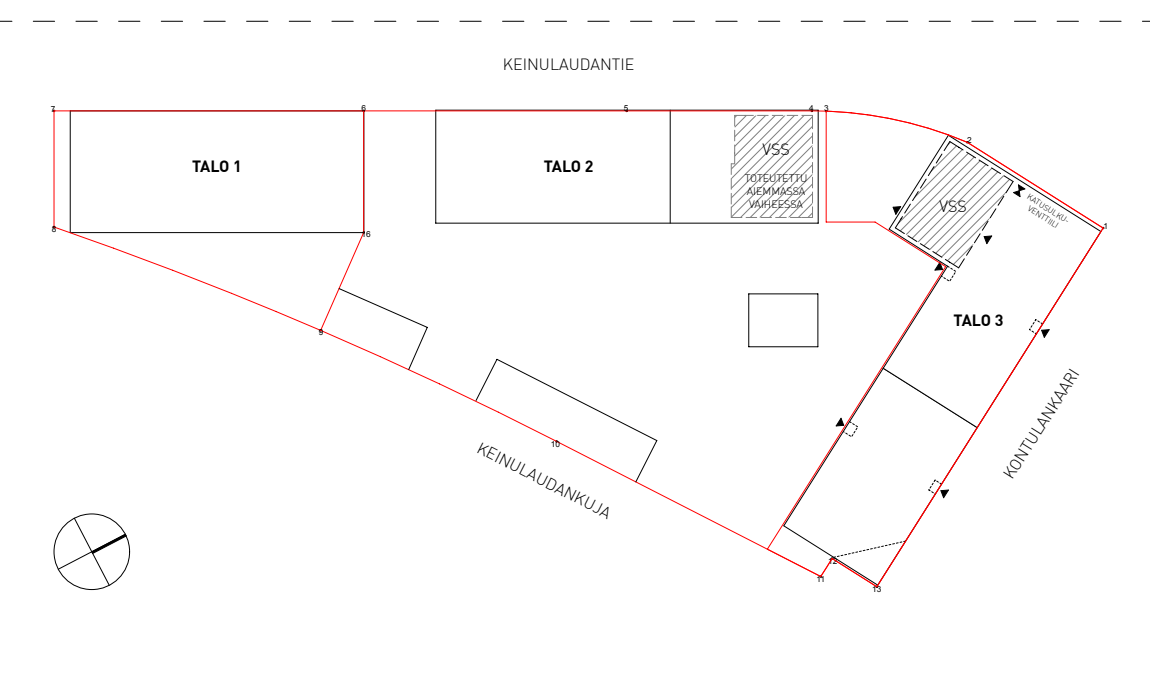 KEINULAUDANTIE
7
6
5
4
3
2
1
TALO 1
TALO 2
VSS
TOTEUTETTU
AIEMMASSA
VAIHEESSA
VSS
KATUSULKU-
VENTTIILI
8
16
9
TALO 3
KONTULANKAARI
10
KEINULAUDANKUJA
11
12
13